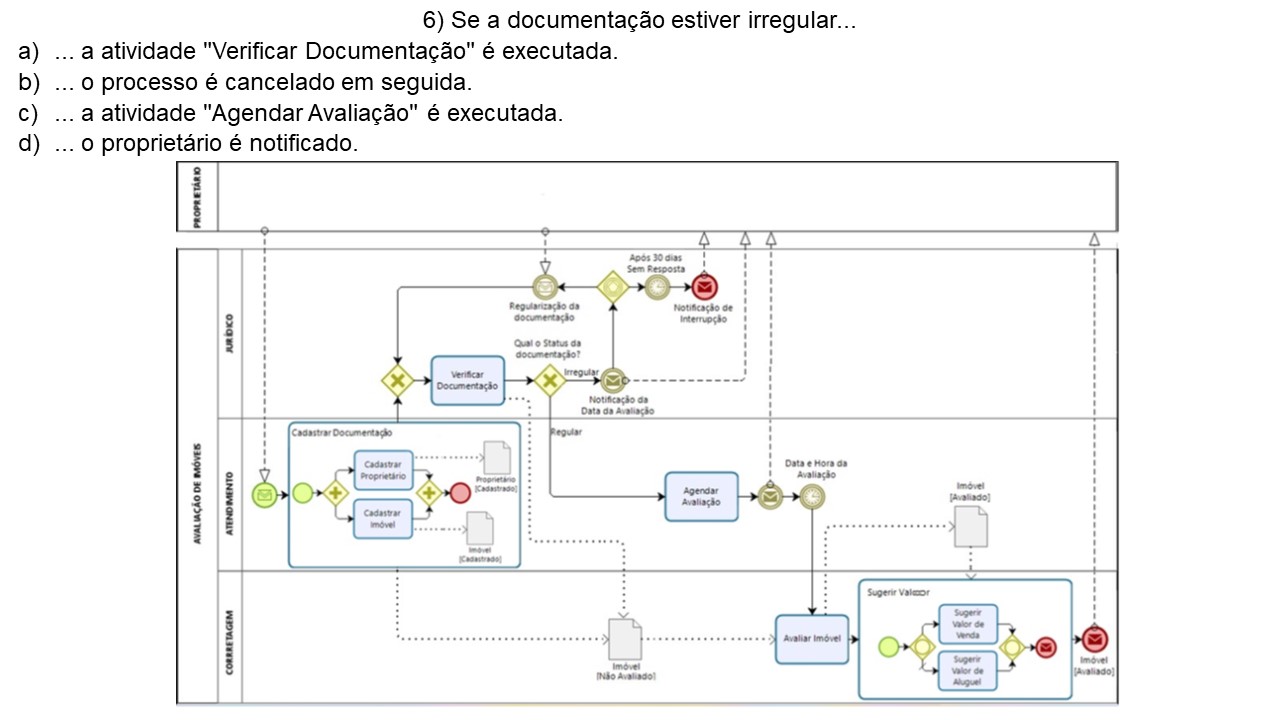 6) Se a documentação estiver irregular...
a) ... a atividade "Verificar Documentação" é executada.
b) ... o processo é cancelado em seguida.
c) ... a atividade "Agendar Avaliação" é executada.
d) ... o proprietário é notificado.
PROPRIETÁRIO
AVALIAÇÃO DE IMÓVEIS
JURÍDICO
Após 30 dias
Sem Resposta
Regularização da
documentação
Notificação de
Interrupção
Qual o Status da
documentação?
Verificar
Documentação
Irregular
Notificação da
Data da Avaliação
Regular
ATENDIMENTO
Cadastrar Documentação
Cadastrar
Proprietário
Proprietário
[Cadastrado]
Cadastrar
Imóvel
Imóvel
[Cadastrado]
Agendar
Avaliação
Data e Hora da
Avaliação
Imóvel
[Avaliado]
CORRRETAGEM
Imóvel
[Não Avaliado]
Avaliar Imóvel
Sugerir
Sugerir
Valor de
Venda
Sugerir
Valor de
Aluguel
Imóvel
[Avaliado]